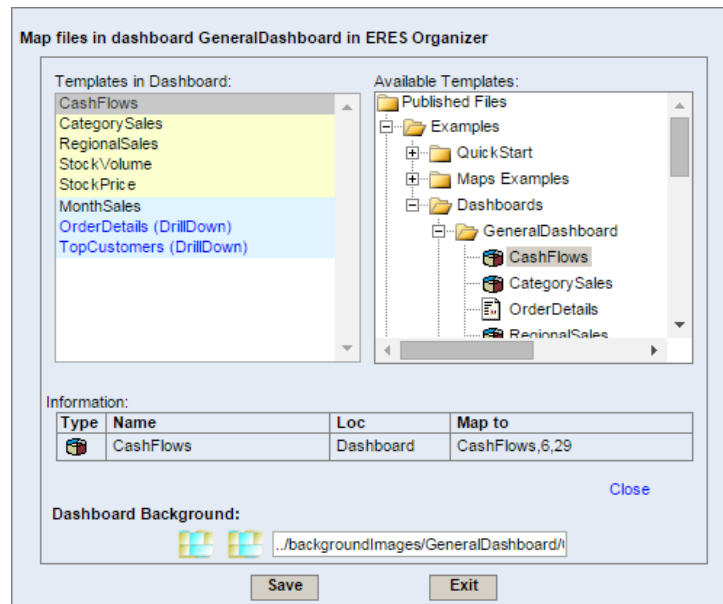 Map files in dashboard GeneralDashboard in ERES Organizer
Templates in Dashboard:
CashFlows
CategorySales
RegionalSales
StockVolume
StockPrice
MonthSales
OrderDetails (DrillDown)
TopCustomers (DrillDown)
Available Templates:
Published Files
Examples
QuickStart
Maps Examples
Dashboards
GeneralDashboard
CashFlows
CategorySales
OrderDetails
RegionalSales
Information:
Type Name Loc Map to
CashFlows Dashboard CashFlows,6,29
Close
Dashboard Background:
../backgroundImages/GeneralDashboard/
Save Exit